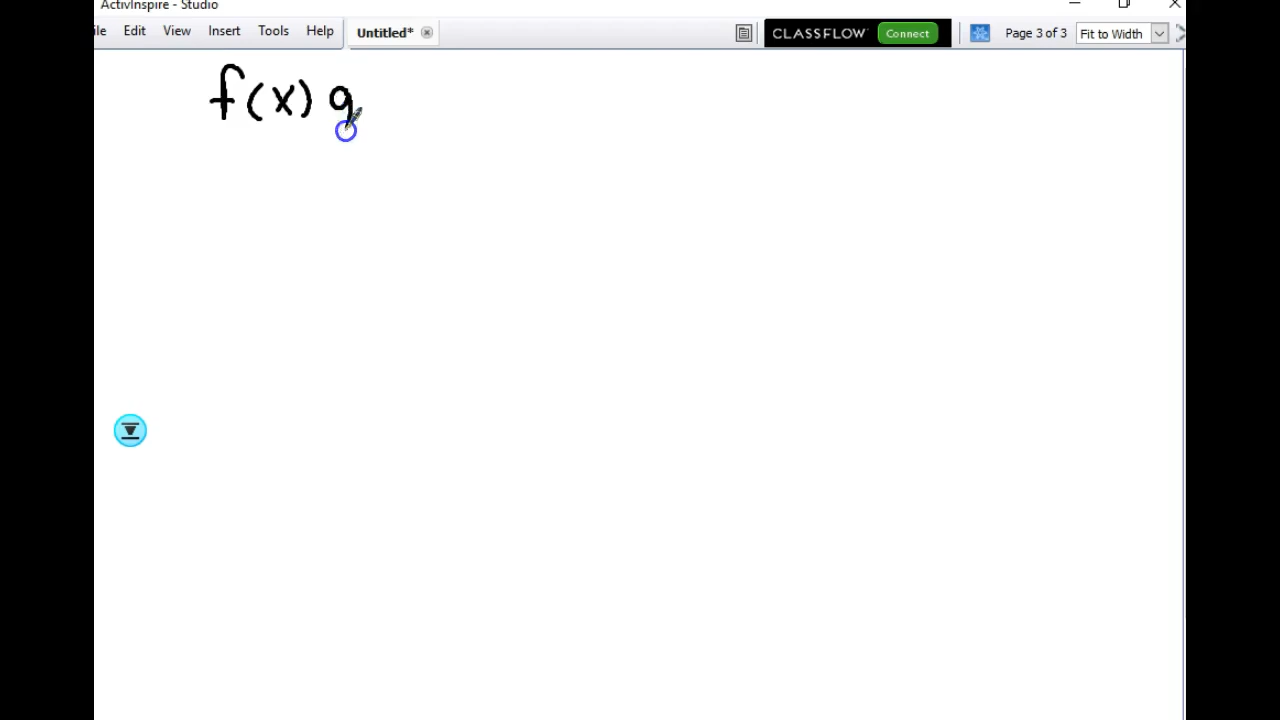 ActivInspire - Studio
ile Edit View Insert Tools Help Untitled* CLASSFLOW Connect Page 3 of 3 Fit to Width
f(x) g